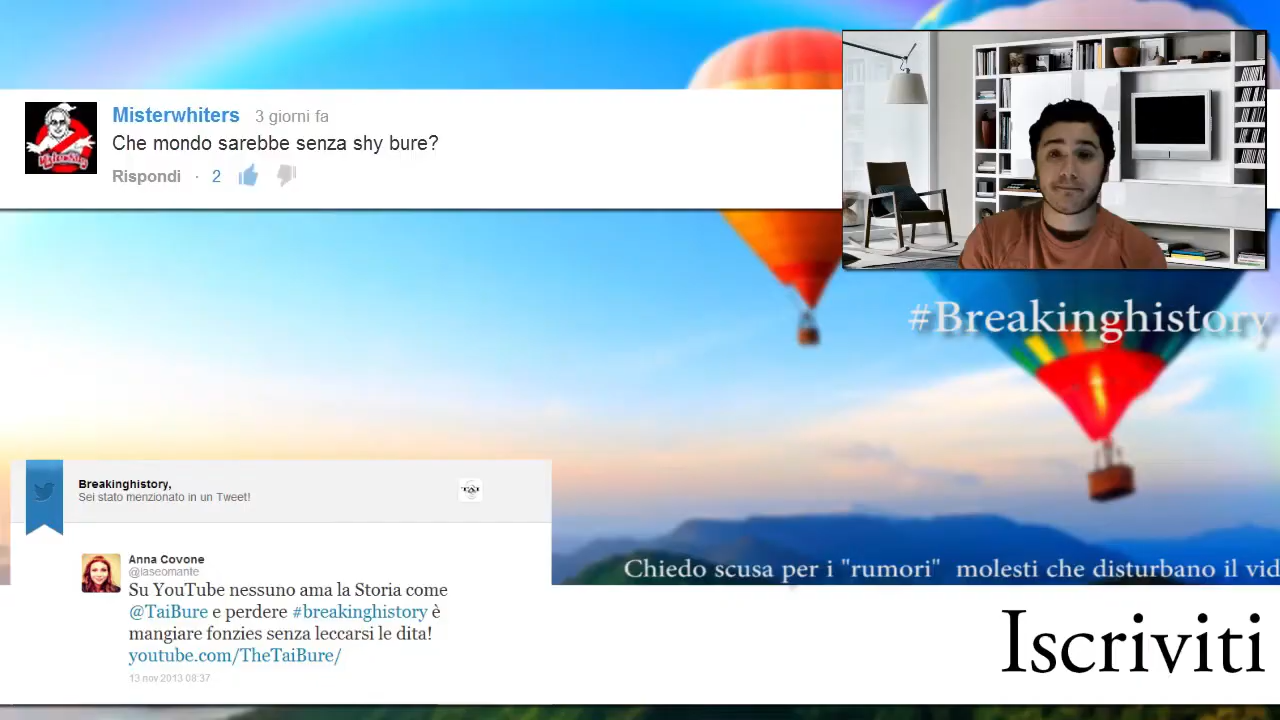 Misterwhiters 3 giorni fa
Che mondo sarebbe senza shy bure?
Rispondi · 2
#Breakinghistory
Breakinghistory,
Sei stato menzionato in un Tweet!
Anna Covone
@laseomante
Su YouTube nessuno ama la Storia come
@TaiBure e perdere #breakinghistory è
mangiare fonzies senza leccarsi le dita!
youtube.com/TheTaiBure/
13 nov 2013 08:37
Chiedo scusa per i "rumori" molesti che disturbano il vid
Iscriviti